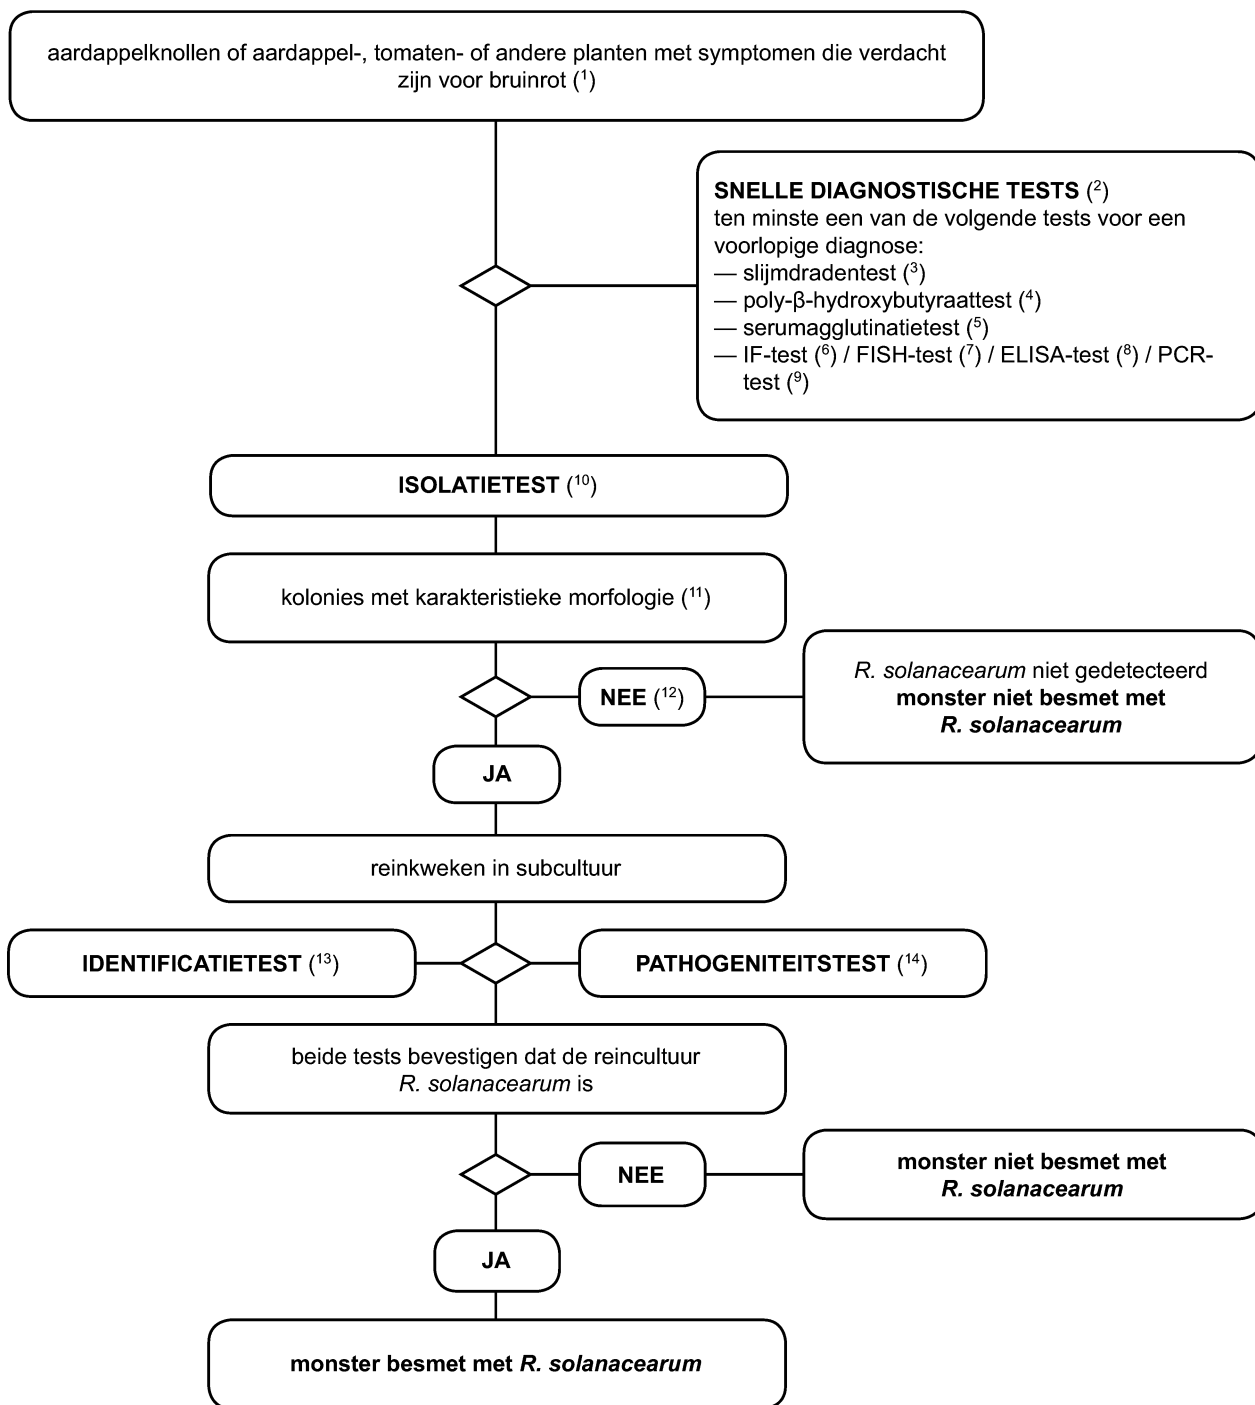 aardappelknollen of aardappel-, tomaten- of andere planten met symptomen die verdacht
zijn voor bruinrot (¹)
SNELLE DIAGNOSTISCHE TESTS (²)
ten minste een van de volgende tests voor een
voorlopige diagnose:
— slijmdradentest (³)
— poly-β-hydroxybutyraattest (⁴)
— serumagglutinatietest (⁵)
— IF-test (⁶) / FISH-test (⁷) / ELISA-test (⁸) / PCR-
test (⁹)
ISOLATIETEST (¹⁰)
kolonies met karakteristieke morfologie (¹¹)
NEE (¹²)
R. solanacearum niet gedetecteerd
monster niet besmet met
R. solanacearum
JA
reinkweken in subcultuur
IDENTIFICATIETEST (¹³)
PATHOGENITEITSTEST (¹⁴)
beide tests bevestigen dat de reincultuur
R. solanacearum is
NEE
monster niet besmet met
R. solanacearum
JA
monster besmet met R. solanacearum